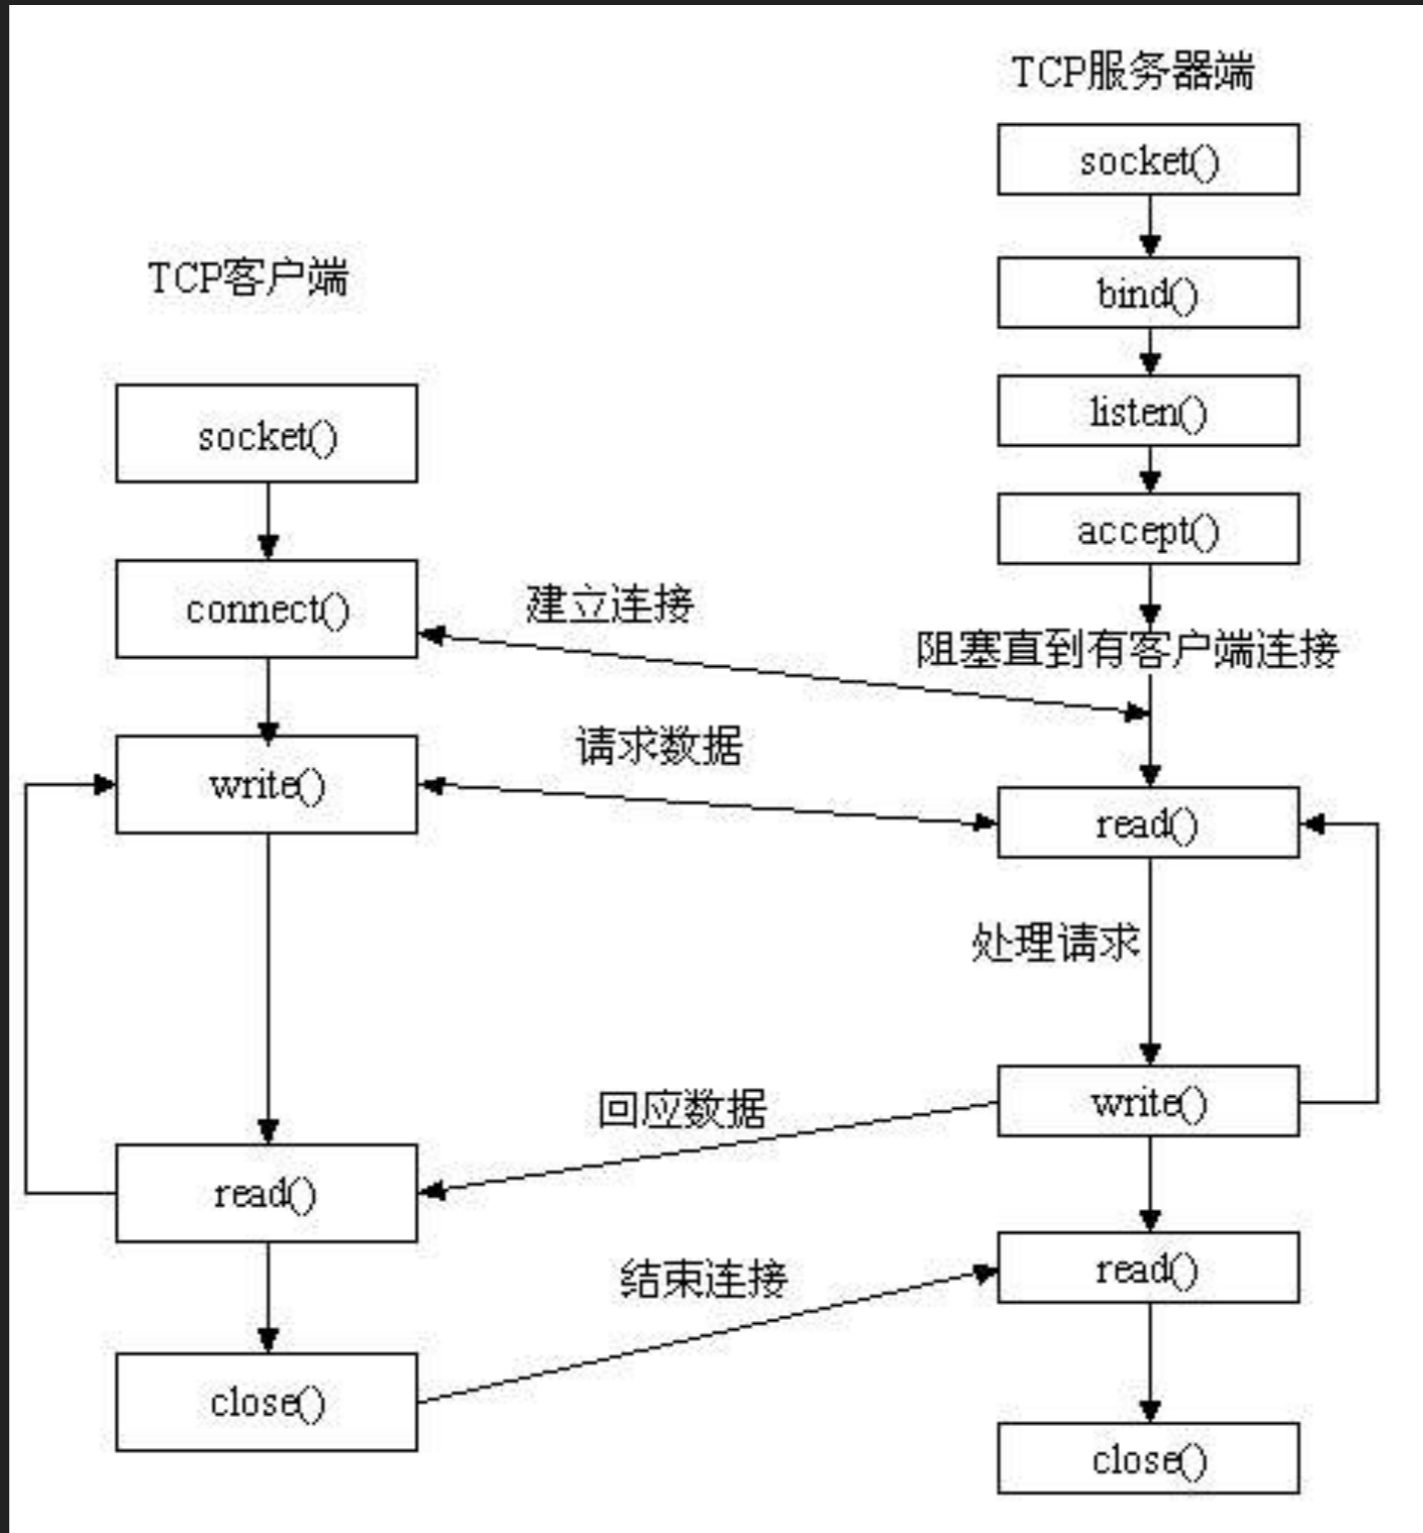 TCP服务器端
socket()
bind()
listen()
accept()
阻塞直到有客户端连接
read()
处理请求
write()
read()
close()
TCP客户端
socket()
connect()
write()
read()
close()
建立连接
请求数据
回应数据
结束连接